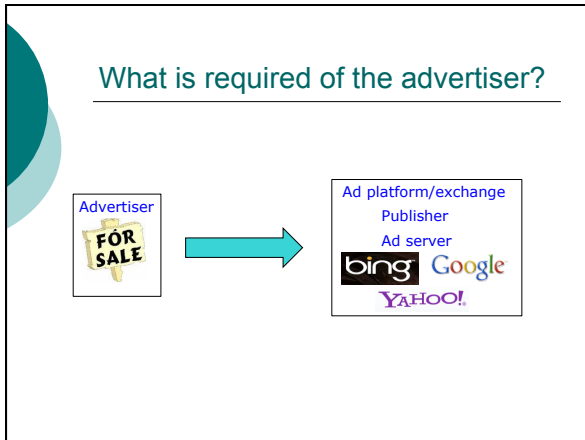 What is required of the advertiser?
Advertiser
FOR
SALE
Ad platform/exchange
Publisher
Ad server
bing Google
YAHOO!